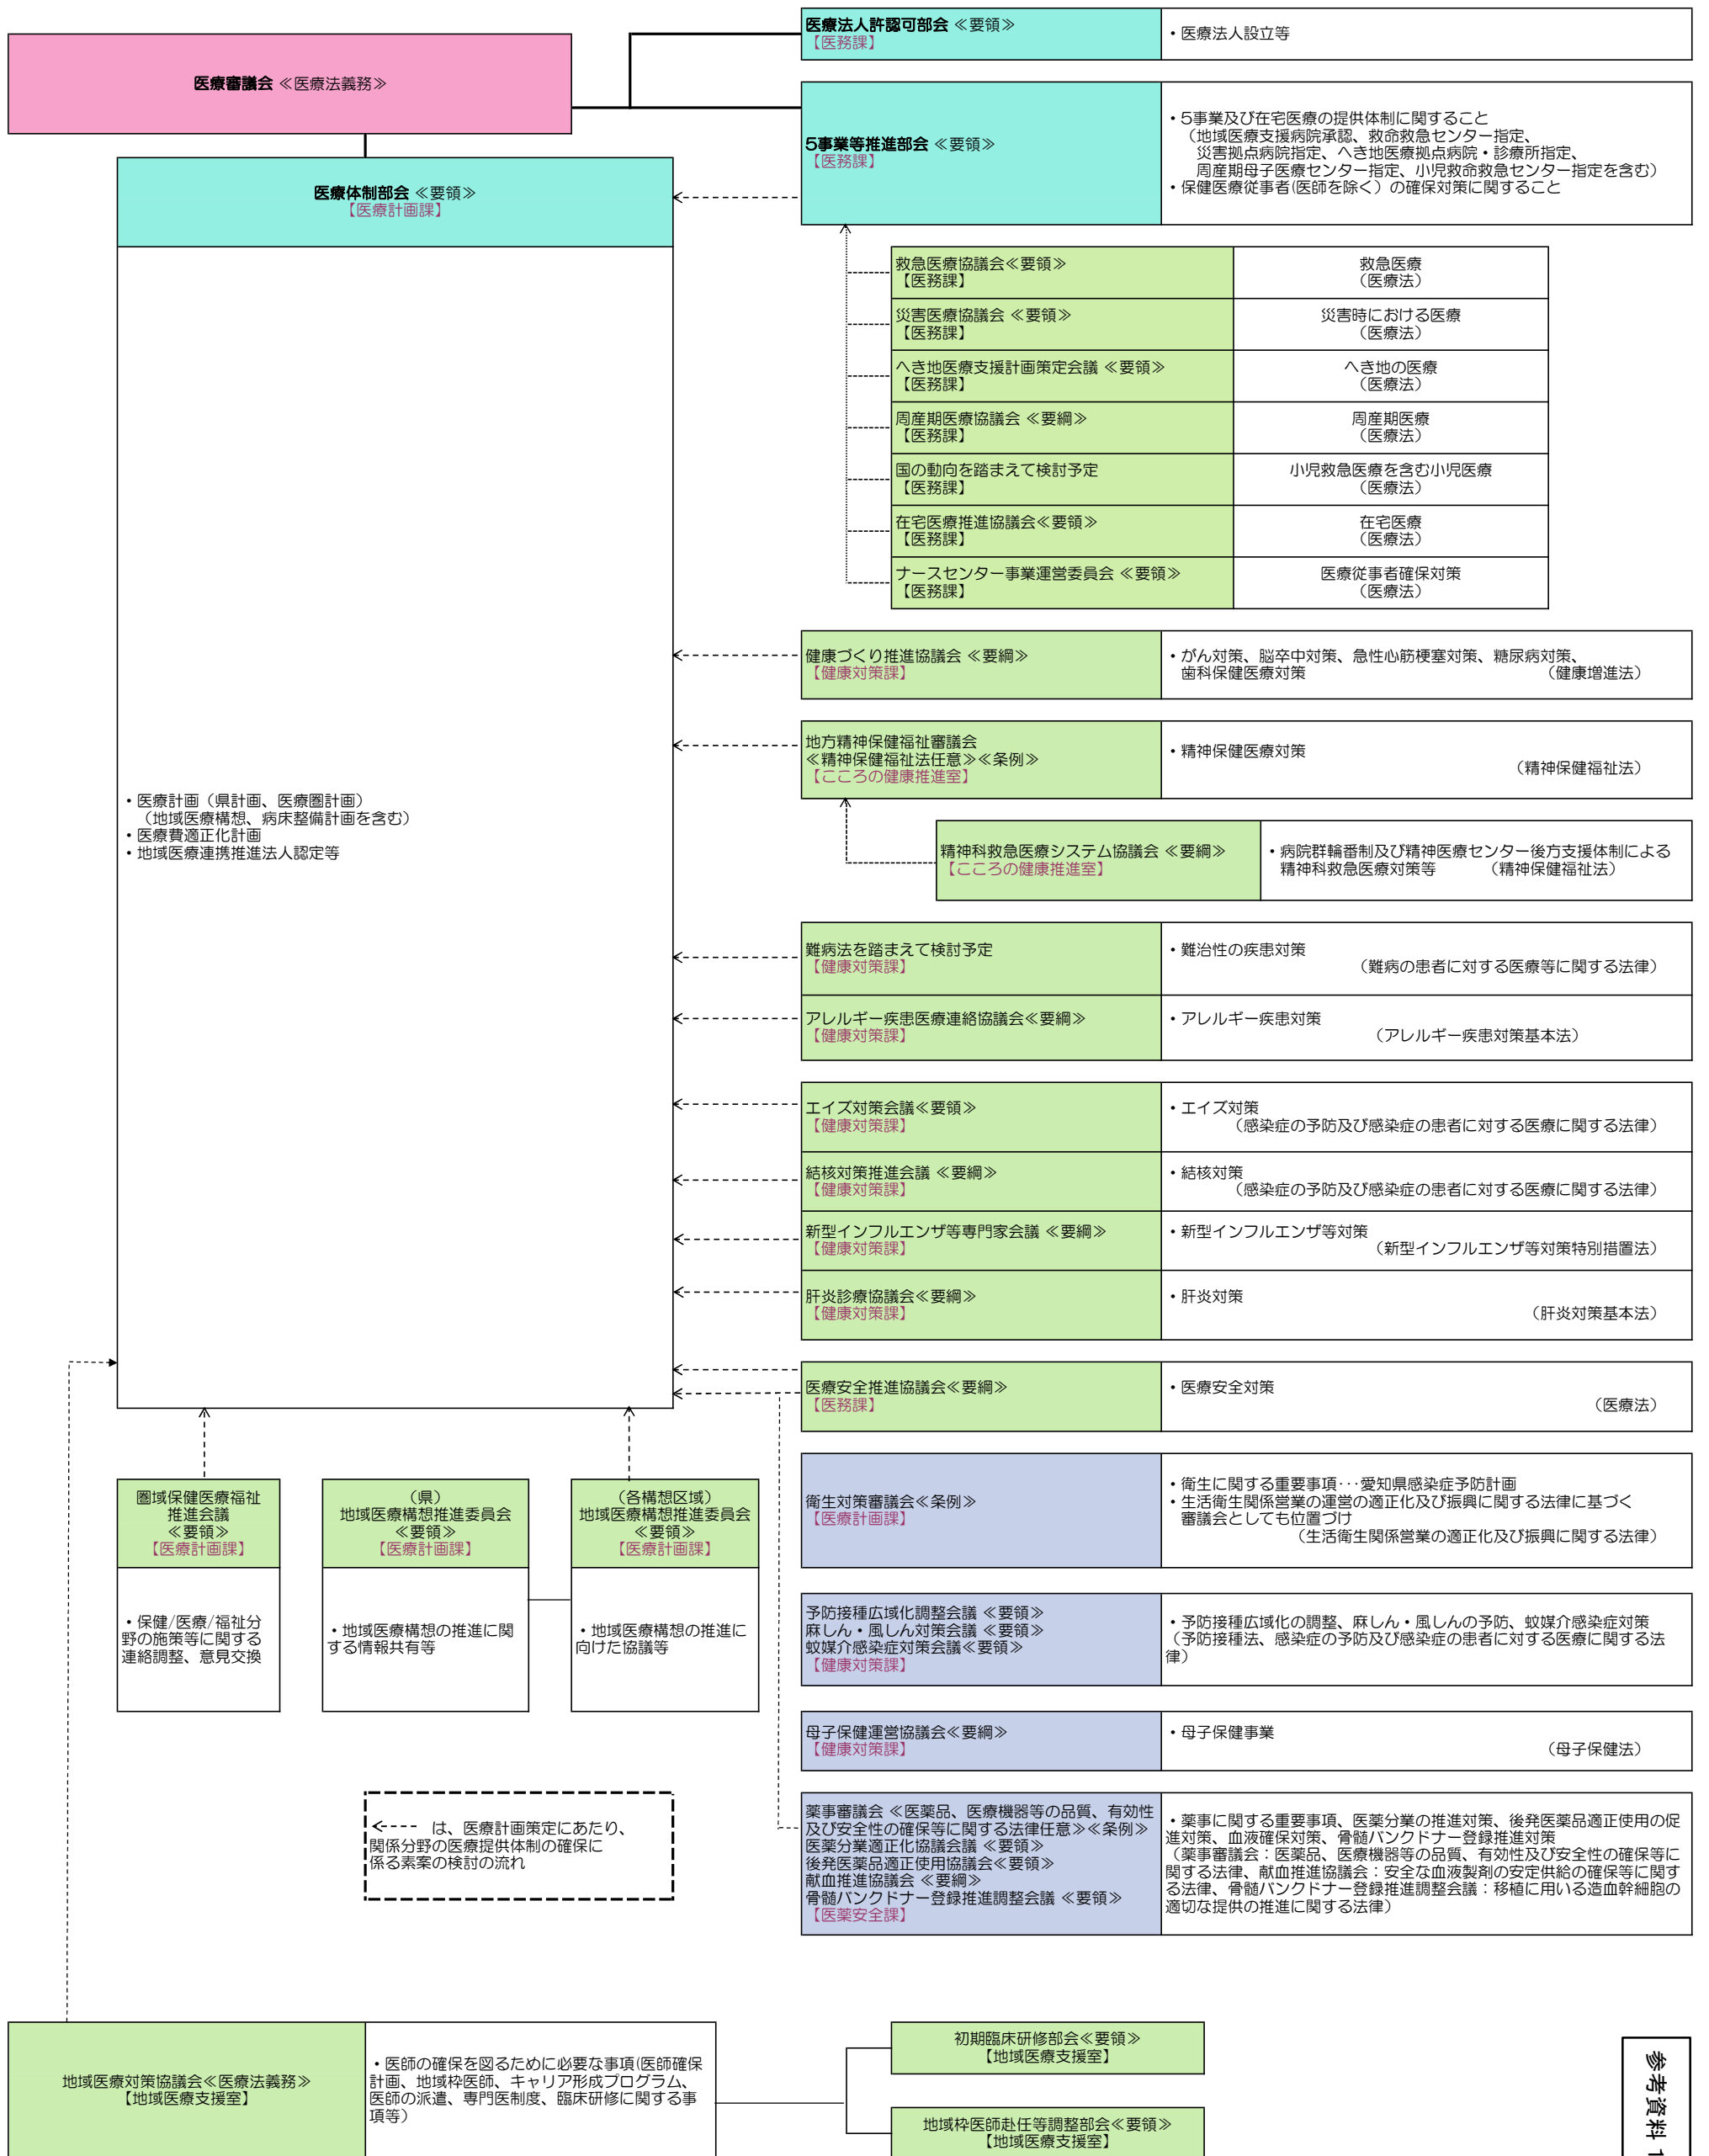 医療審議会 ≪医療法義務≫
医療法人許認可部会 ≪要領≫
【医務課】
・医療法人設立等
5事業等推進部会 ≪要領≫
【医務課】
・5事業及び在宅医療の提供体制に関すること
（地域医療支援病院承認、救命救急センター指定、
災害拠点病院指定、へき地医療拠点病院・診療所指定、
周産期母子医療センター指定、小児救命救急センター指定を含む）
・保健医療従事者(医師を除く）の確保対策に関すること
医療体制部会 ≪要領≫
【医療計画課】
・医療計画（県計画、医療圏計画）
（地域医療構想、病床整備計画を含む）
・医療費適正化計画
・地域医療連携推進法人認定等
救急医療協議会≪要領≫
【医務課】
救急医療
（医療法）
災害医療協議会 ≪要領≫
【医務課】
災害時における医療
（医療法）
へき地医療支援計画策定会議 ≪要領≫
【医務課】
へき地の医療
（医療法）
周産期医療協議会 ≪要綱≫
【医務課】
周産期医療
（医療法）
国の動向を踏まえて検討予定
【医務課】
小児救急医療を含む小児医療
（医療法）
在宅医療推進協議会≪要領≫
【医務課】
在宅医療
（医療法）
ナースセンター事業運営委員会 ≪要領≫
【医務課】
医療従事者確保対策
（医療法）
健康づくり推進協議会 ≪要綱≫
【健康対策課】
・がん対策、脳卒中対策、急性心筋梗塞対策、糖尿病対策、
歯科保健医療対策 （健康増進法）
地方精神保健福祉審議会
≪精神保健福祉法任意≫≪条例≫
【こころの健康推進室】
・精神保健医療対策
（精神保健福祉法）
精神科救急医療システム協議会 ≪要綱≫
【こころの健康推進室】
・病院群輪番制及び精神医療センター後方支援体制による
精神科救急医療対策等 （精神保健福祉法）
難病法を踏まえて検討予定
【健康対策課】
・難治性の疾患対策
（難病の患者に対する医療等に関する法律）
アレルギー疾患医療連絡協議会≪要綱≫
【健康対策課】
・アレルギー疾患対策
（アレルギー疾患対策基本法）
エイズ対策会議≪要領≫
【健康対策課】
・エイズ対策
（感染症の予防及び感染症の患者に対する医療に関する法律）
結核対策推進会議 ≪要綱≫
【健康対策課】
・結核対策
（感染症の予防及び感染症の患者に対する医療に関する法律）
新型インフルエンザ等専門家会議 ≪要綱≫
【健康対策課】
・新型インフルエンザ等対策
（新型インフルエンザ等対策特別措置法）
肝炎診療協議会≪要綱≫
【健康対策課】
・肝炎対策
（肝炎対策基本法）
医療安全推進協議会≪要綱≫
【医務課】
・医療安全対策
（医療法）
圏域保健医療福祉
推進会議
≪要領≫
【医療計画課】
・保健/医療/福祉分
野の施策等に関する
連絡調整、意見交換
（県）
地域医療構想推進委員会
≪要領≫
【医療計画課】
・地域医療構想の推進に関
する情報共有等
（各構想区域）
地域医療構想推進委員会
≪要領≫
【医療計画課】
・地域医療構想の推進に
向けた協議等
衛生対策審議会≪条例≫
【医療計画課】
・衛生に関する重要事項･･･愛知県感染症予防計画
・生活衛生関係営業の運営の適正化及び振興に関する法律に基づく
審議会としても位置づけ
（生活衛生関係営業の適正化及び振興に関する法律）
予防接種広域化調整会議 ≪要領≫
麻しん・風しん対策会議 ≪要領≫
蚊媒介感染症対策会議≪要領≫
【健康対策課】
・予防接種広域化の調整、麻しん・風しんの予防、蚊媒介感染症対策
（予防接種法、感染症の予防及び感染症の患者に対する医療に関する法
律）
母子保健運営協議会≪要綱≫
【健康対策課】
・母子保健事業
（母子保健法）
は、医療計画策定にあたり、
関係分野の医療提供体制の確保に
係る素案の検討の流れ
薬事審議会 ≪医薬品、医療機器等の品質、有効性
及び安全性の確保等に関する法律任意≫≪条例≫
医薬分業適正化協議会議 ≪要領≫
後発医薬品適正使用協議会≪要領≫
献血推進協議会 ≪要綱≫
骨髄バンクドナー登録推進調整会議 ≪要領≫
【医薬安全課】
・薬事に関する重要事項、医薬分業の推進対策、後発医薬品適正使用の促
進対策、血液確保対策、骨髄バンクドナー登録推進対策
（薬事審議会：医薬品、医療機器等の品質、有効性及び安全性の確保等に
関する法律、献血推進協議会：安全な血液製剤の安定供給の確保等に関す
る法律、骨髄バンクドナー登録推進調整会議：移植に用いる造血幹細胞の
適切な提供の推進に関する法律）
地域医療対策協議会≪医療法義務≫
【地域医療支援室】
・医師の確保を図るために必要な事項(医師確保
計画、地域枠医師、キャリア形成プログラム、
医師の派遣、専門医制度、臨床研修に関する事
項等）
初期臨床研修部会≪要領≫
【地域医療支援室】
地域枠医師赴任等調整部会≪要領≫
【地域医療支援室】
参考資料